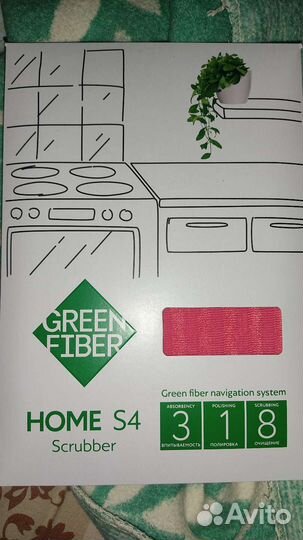 GREEN
FIBER
HOME S4
Scrubber
Green fiber navigation system
ABSORBENCY
3
ВПИТЫВАЕМОСТЬ
POLISHING
1
ПОЛИРОВКА
SCRUBBING
8
ОЧИЩЕНИЕ
Avito